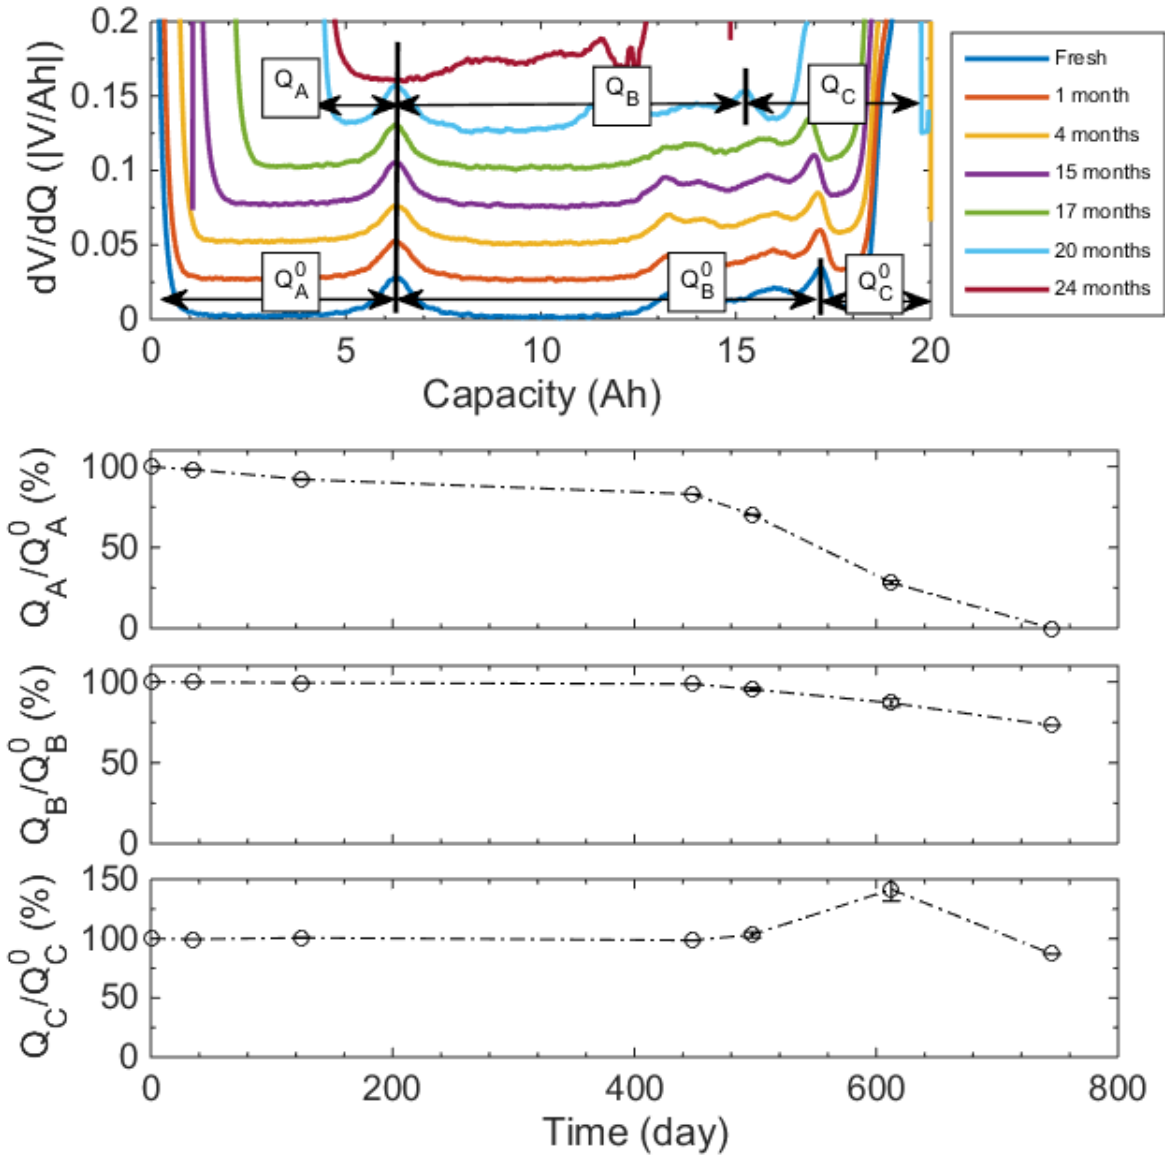 0.2
0.15
0.1
0.05
0
dV/dQ (|V/Ah|)
Q_A
Q_B
Q_C
Q_A^0
Q_B^0
Q_C^0
0 5 10 15 20
Capacity (Ah)
Fresh
1 month
4 months
15 months
17 months
20 months
24 months
100
50
0
Q_A/Q_A^0 (%)
100
50
0
Q_B/Q_B^0 (%)
150
100
50
0
Q_C/Q_C^0 (%)
0 200 400 600 800
Time (day)